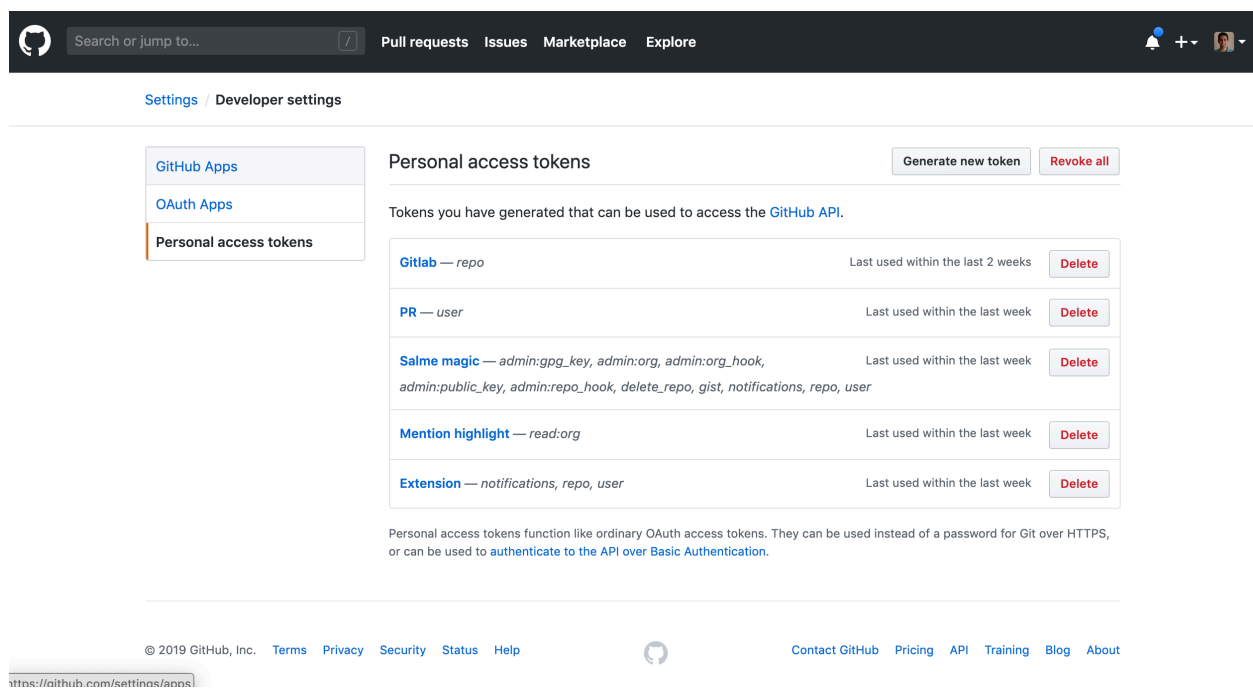 Search or jump to... /
Pull requests Issues Marketplace Explore
Settings / Developer settings
GitHub Apps
OAuth Apps
Personal access tokens
Personal access tokens
Generate new token Revoke all
Tokens you have generated that can be used to access the GitHub API.
Gitlab — repo Last used within the last 2 weeks Delete
PR — user Last used within the last week Delete
Salme magic — admin:gpg_key, admin:org, admin:org_hook, Last used within the last week Delete
admin:public_key, admin:repo_hook, delete_repo, gist, notifications, repo, user
Mention highlight — read:org Last used within the last week Delete
Extension — notifications, repo, user Last used within the last week Delete
Personal access tokens function like ordinary OAuth access tokens. They can be used instead of a password for Git over HTTPS,
or can be used to authenticate to the API over Basic Authentication.
© 2019 GitHub, Inc. Terms Privacy Security Status Help Contact GitHub Pricing API Training Blog About
https://github.com/settings/apps